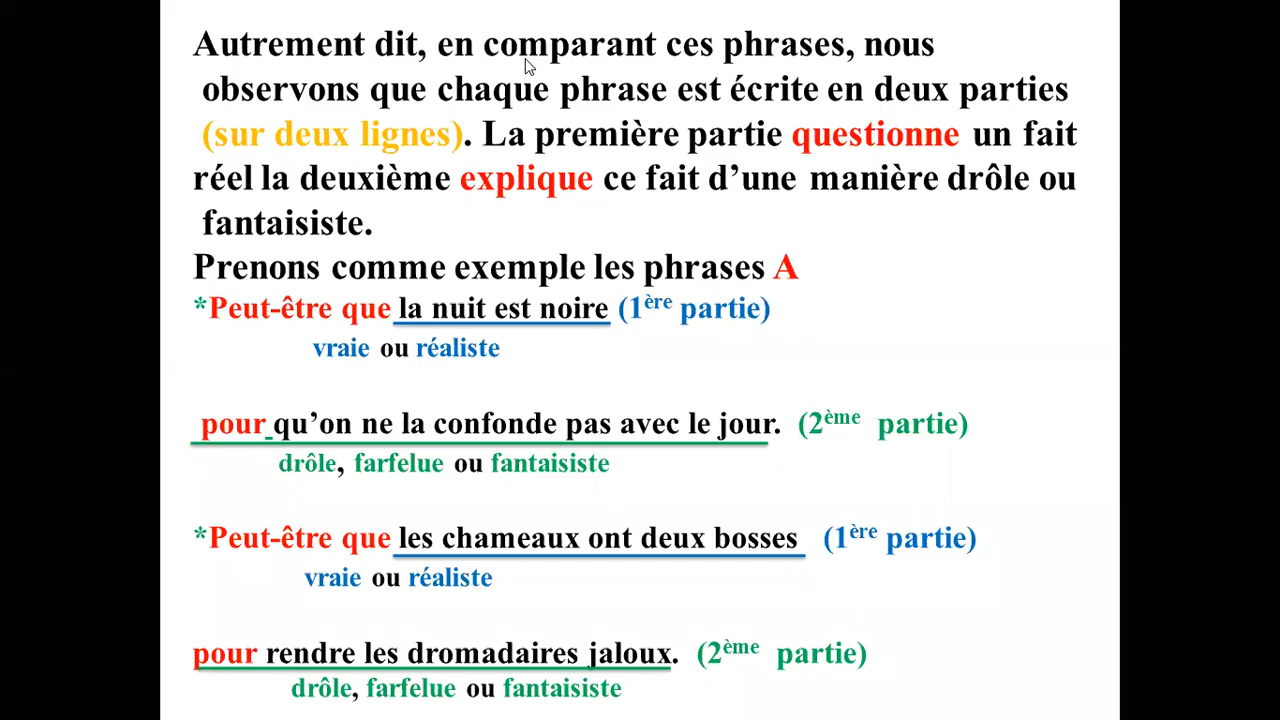 Autrement dit, en comparant ces phrases, nous
observons que chaque phrase est écrite en deux parties
(sur deux lignes). La première partie questionne un fait
réel la deuxième explique ce fait d’une manière drôle ou
fantaisiste.
Prenons comme exemple les phrases A
*Peut-être que la nuit est noire (1ère partie)
vraie ou réaliste
pour qu’on ne la confonde pas avec le jour. (2ème partie)
drôle, farfelue ou fantaisiste
*Peut-être que les chameaux ont deux bosses (1ère partie)
vraie ou réaliste
pour rendre les dromadaires jaloux. (2ème partie)
drôle, farfelue ou fantaisiste